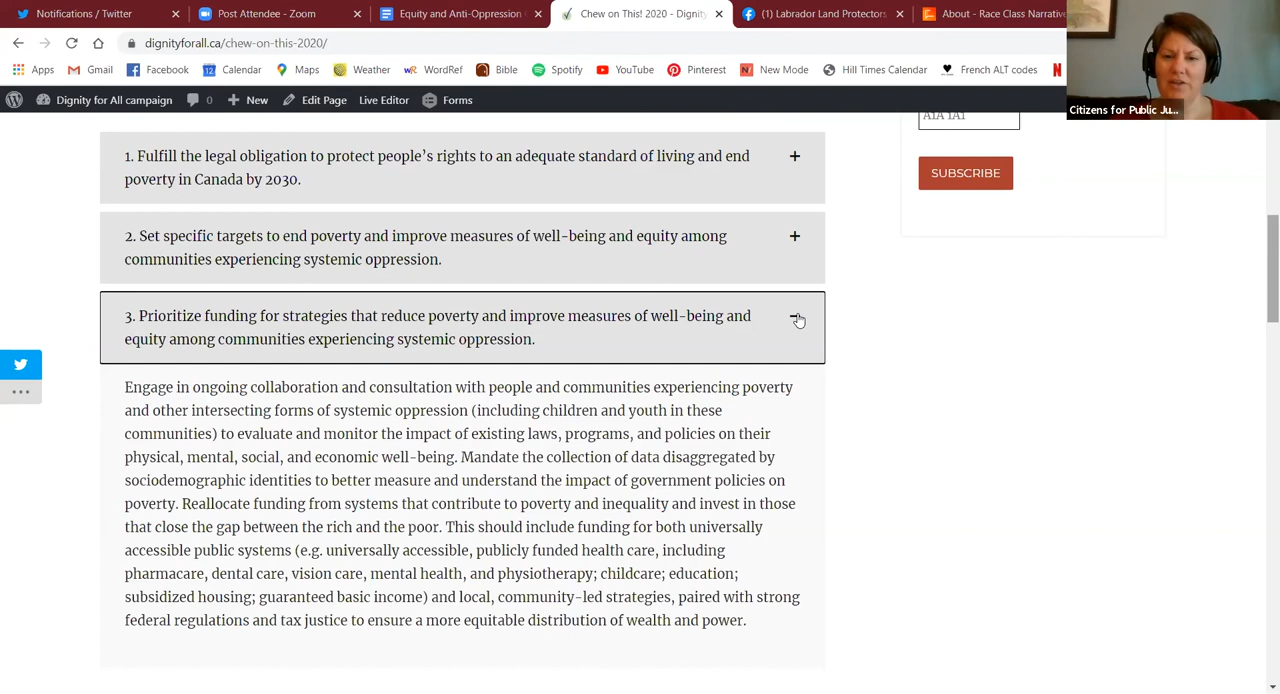 Notifications / Twitter
Post Attendee - Zoom
Equity and Anti-Oppression
Chew on This! 2020 - Dignity
(1) Labrador Land Protectors
About - Race Class Narrative
dignityforall.ca/chew-on-this-2020/
Apps
Gmail
Facebook
Calendar
Maps
Weather
WordRef
Bible
Spotify
YouTube
Pinterest
New Mode
Hill Times Calendar
French ALT codes
Citizens for Public Ju...
Dignity for All campaign
0
New
Edit Page
Live Editor
Forms
1. Fulfill the legal obligation to protect people’s rights to an adequate standard of living and end
poverty in Canada by 2030.
2. Set specific targets to end poverty and improve measures of well-being and equity among
communities experiencing systemic oppression.
3. Prioritize funding for strategies that reduce poverty and improve measures of well-being and
equity among communities experiencing systemic oppression.
Engage in ongoing collaboration and consultation with people and communities experiencing poverty
and other intersecting forms of systemic oppression (including children and youth in these
communities) to evaluate and monitor the impact of existing laws, programs, and policies on their
physical, mental, social, and economic well-being. Mandate the collection of data disaggregated by
sociodemographic identities to better measure and understand the impact of government policies on
poverty. Reallocate funding from systems that contribute to poverty and inequality and invest in those
that close the gap between the rich and the poor. This should include funding for both universally
accessible public systems (e.g. universally accessible, publicly funded health care, including
pharmacare, dental care, vision care, mental health, and physiotherapy; childcare; education;
subsidized housing; guaranteed basic income) and local, community-led strategies, paired with strong
federal regulations and tax justice to ensure a more equitable distribution of wealth and power.
A1A 1A1
SUBSCRIBE